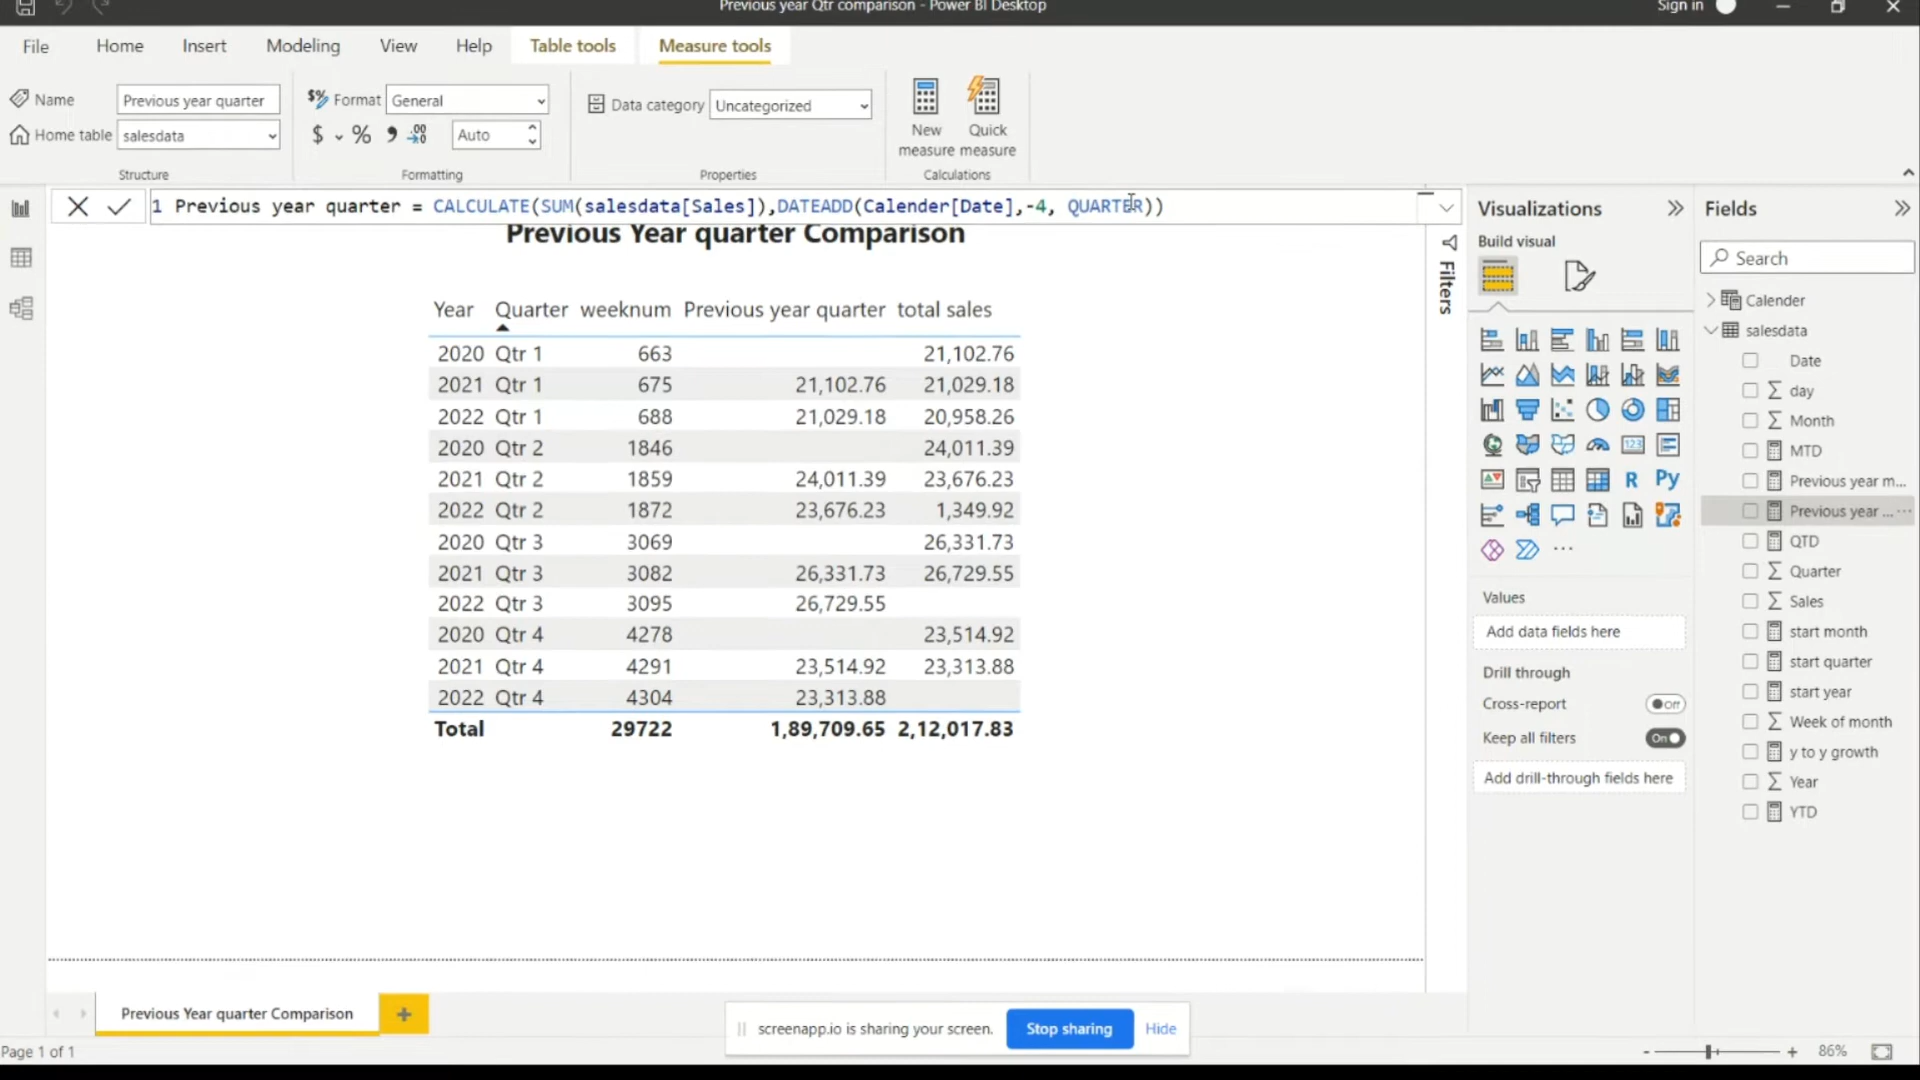 Previous year Qtr comparison - Power BI Desktop
Sign in
File Home Insert Modeling View Help Table tools Measure tools
Name Previous year quarter
Home table salesdata
Structure
Format General
$ % 9 .00 Auto
Formatting
Data category Uncategorized
Properties
New measure
Quick measure
Calculations
1 Previous year quarter = CALCULATE(SUM(salesdata[Sales]),DATEADD(Calender[Date],-4, QUARTER))
Previous Year quarter Comparison
Year Quarter weeknum Previous year quarter total sales
2020 Qtr 1 663 21,102.76
2021 Qtr 1 675 21,102.76 21,029.18
2022 Qtr 1 688 21,029.18 20,958.26
2020 Qtr 2 1846 24,011.39
2021 Qtr 2 1859 24,011.39 23,676.23
2022 Qtr 2 1872 23,676.23 1,349.92
2020 Qtr 3 3069 26,331.73
2021 Qtr 3 3082 26,331.73 26,729.55
2022 Qtr 3 3095 26,729.55
2020 Qtr 4 4278 23,514.92
2021 Qtr 4 4291 23,514.92 23,313.88
2022 Qtr 4 4304 23,313.88
Total 29722 1,89,709.65 2,12,017.83
Filters
Visualizations
Build visual
123
R Py
Values
Add data fields here
Drill through
Cross-report Off
Keep all filters On
Add drill-through fields here
Fields
Search
Calender
salesdata
Date
day
Month
MTD
Previous year m...
Previous year ...
QTD
Quarter
Sales
start month
start quarter
start year
Week of month
y to y growth
Year
YTD
Previous Year quarter Comparison +
screenapp.io is sharing your screen. Stop sharing Hide
Page 1 of 1
- + 86%